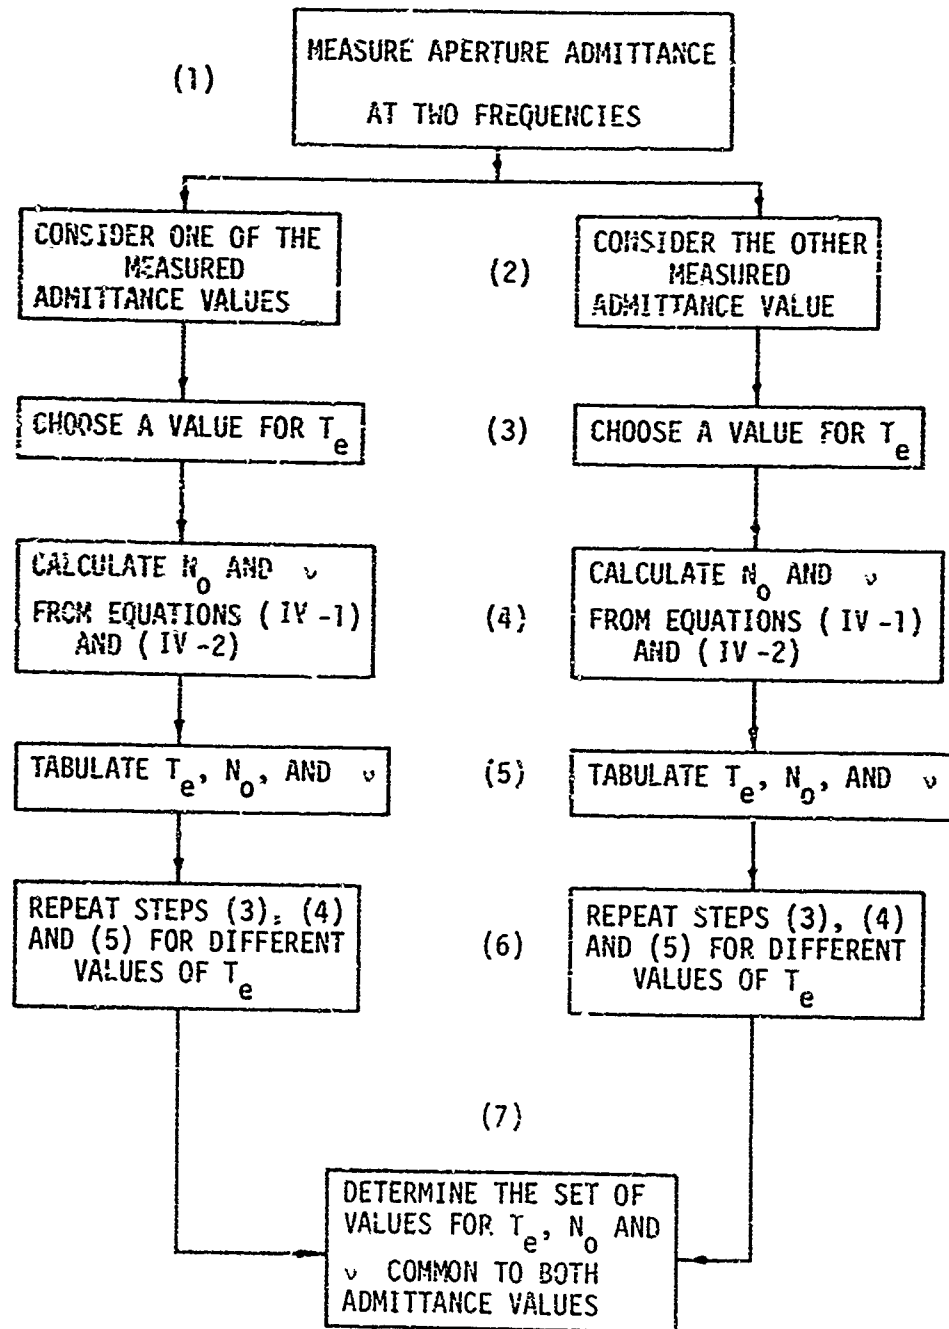 (1)
MEASURE APERTURE ADMITTANCE
AT TWO FREQUENCIES
CONSIDER ONE OF THE
MEASURED
ADMITTANCE VALUES
(2)
CONSIDER THE OTHER
MEASURED
ADMITTANCE VALUE
CHOOSE A VALUE FOR Te
(3)
CHOOSE A VALUE FOR Te
CALCULATE No AND ν
FROM EQUATIONS (IV-1)
AND (IV-2)
(4)
CALCULATE No AND ν
FROM EQUATIONS (IV-1)
AND (IV-2)
TABULATE Te, No, AND ν
(5)
TABULATE Te, No, AND ν
REPEAT STEPS (3), (4)
AND (5) FOR DIFFERENT
VALUES OF Te
(6)
REPEAT STEPS (3), (4)
AND (5) FOR DIFFERENT
VALUES OF Te
(7)
DETERMINE THE SET OF
VALUES FOR Te, No AND
ν COMMON TO BOTH
ADMITTANCE VALUES